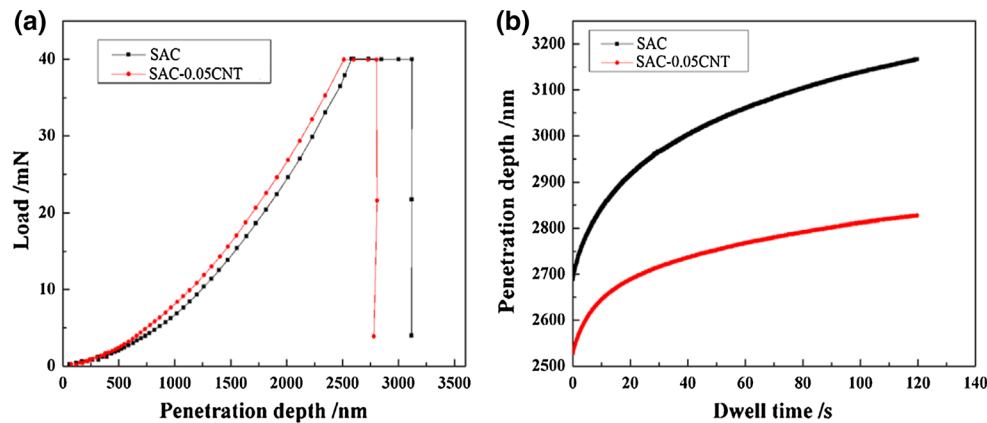 (a)
SAC
SAC-0.05CNT
Load /mN
40
30
20
10
0
0 500 1000 1500 2000 2500 3000 3500
Penetration depth /nm
(b)
SAC
SAC-0.05CNT
Penetration depth /nm
3200
3100
3000
2900
2800
2700
2600
2500
0 20 40 60 80 100 120 140
Dwell time /s